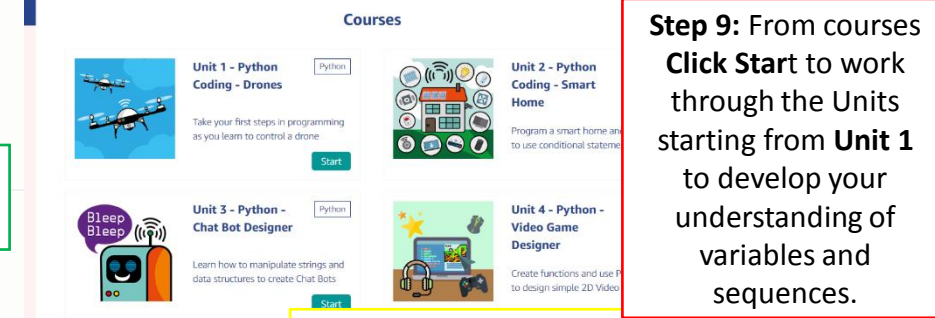 Courses
Unit 1 - Python
Coding - Drones
Python
Take your first steps in programming
as you learn to control a drone
Start
Unit 2 - Python
Coding - Smart
Home
Program a smart home an
to use conditional stateme
Bleep
Bleep
Unit 3 - Python -
Chat Bot Designer
Python
Learn how to manipulate strings and
data structures to create Chat Bots
Start
Unit 4 - Python -
Video Game
Designer
Create functions and use P
to design simple 2D Video
Step 9: From courses
Click Start to work
through the Units
starting from Unit 1
to develop your
understanding of
variables and
sequences.